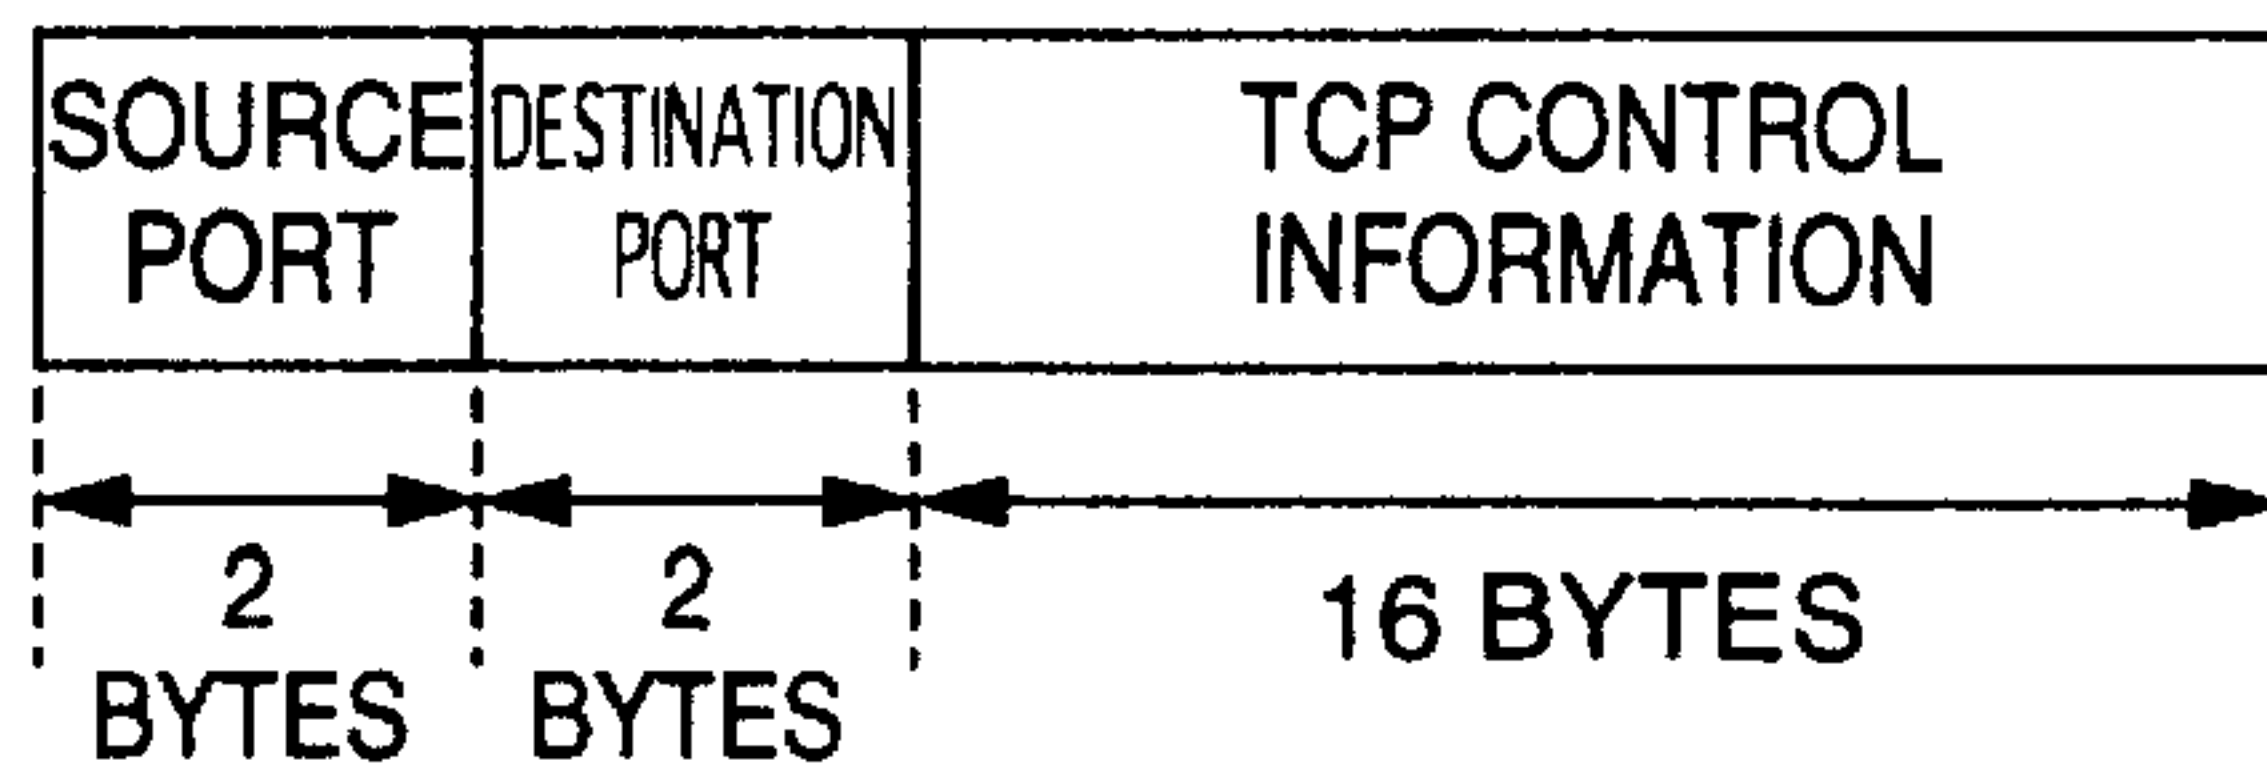 SOURCE
PORT
DESTINATION
PORT
TCP CONTROL
INFORMATION
2
BYTES
2
BYTES
16 BYTES